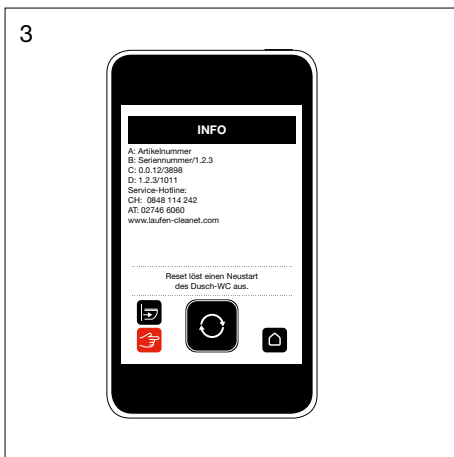 3
INFO
A: Artikelnummer
B: Seriennummer/1.2.3
C: 0.0.12/3898
D: 1.2.3/1011
Service-Hotline:
CH:  0848 114 242
AT: 02746 6060
www.laufen-cleanet.com
Reset löst einen Neustart
des Dusch-WC aus.